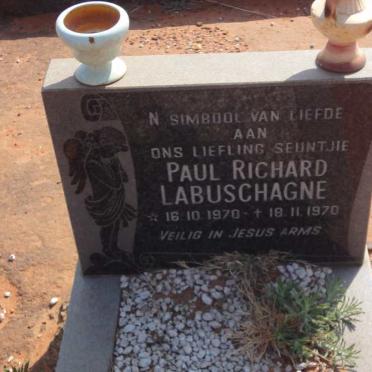 N SIMBOOL VAN LIEFDE
AAN
ONS LIEFLING SEUNTJIE
PAUL RICHARD
LABUSCHAGNE
☆ 16.10.1970 - ✝ 18.11.1970
VEILIG IN JESUS ARMS